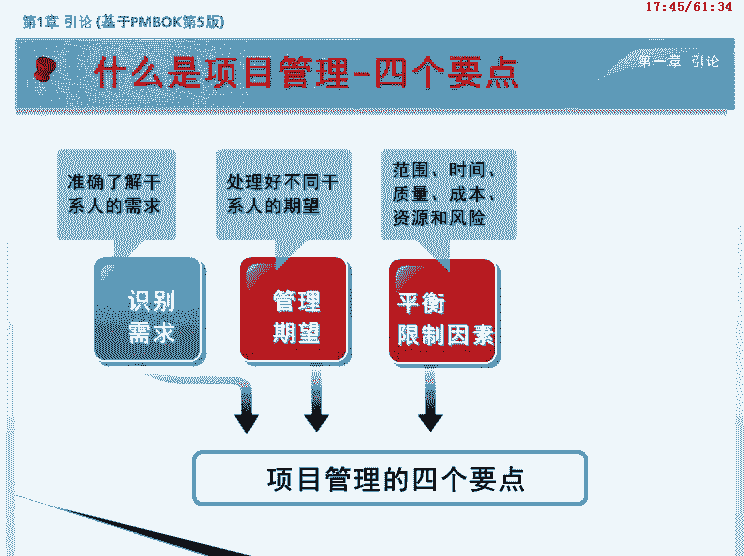 17:45/61:34
第1章 引论 (基于PMBOK第5版)
什么是项目管理-四个要点
第一章 引论
准确了解干
系人的需求
处理好不同干
系人的期望
范围、时间、
质量、成本、
资源和风险
识别
需求
管理
期望
平衡
限制因素
项目管理的四个要点